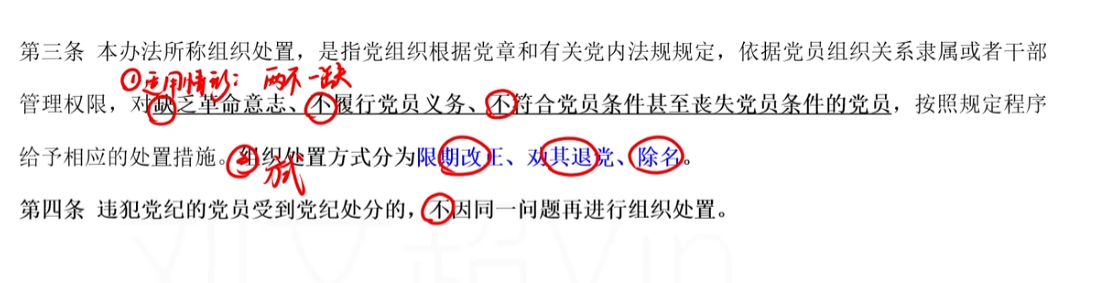 第三条 本办法所称组织处置，是指党组织根据党章和有关党内法规规定，依据党员组织关系隶属或者干部
①适用情形：两不一缺
管理权限，对缺乏革命意志、不履行党员义务、不符合党员条件甚至丧失党员条件的党员，按照规定程序
给予相应的处置措施。组织处置方式分为限期改正、劝其退党、除名。
②方式
第四条 违犯党纪的党员受到党纪处分的，不因同一问题再进行组织处置。